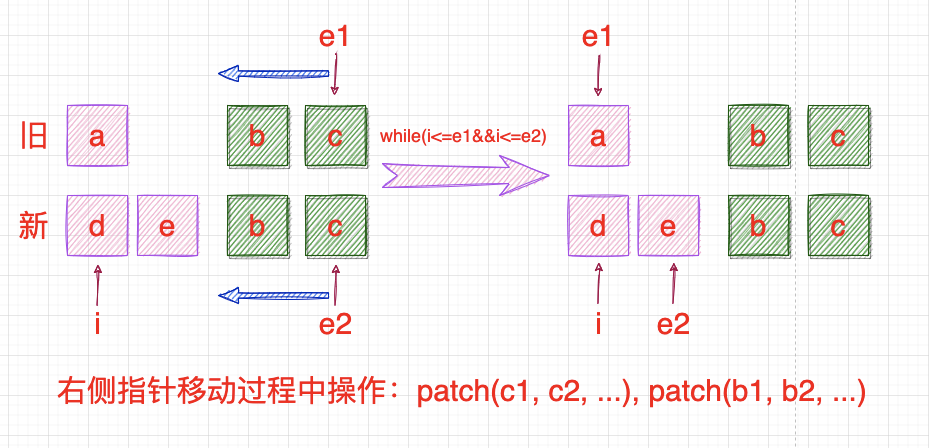 e1 e1
旧 a b c while(i<=e1&&i<=e2) a b c
新 d e b c d e b c
i e2 i e2
右侧指针移动过程中操作：patch(c1, c2, ...), patch(b1, b2, ...)